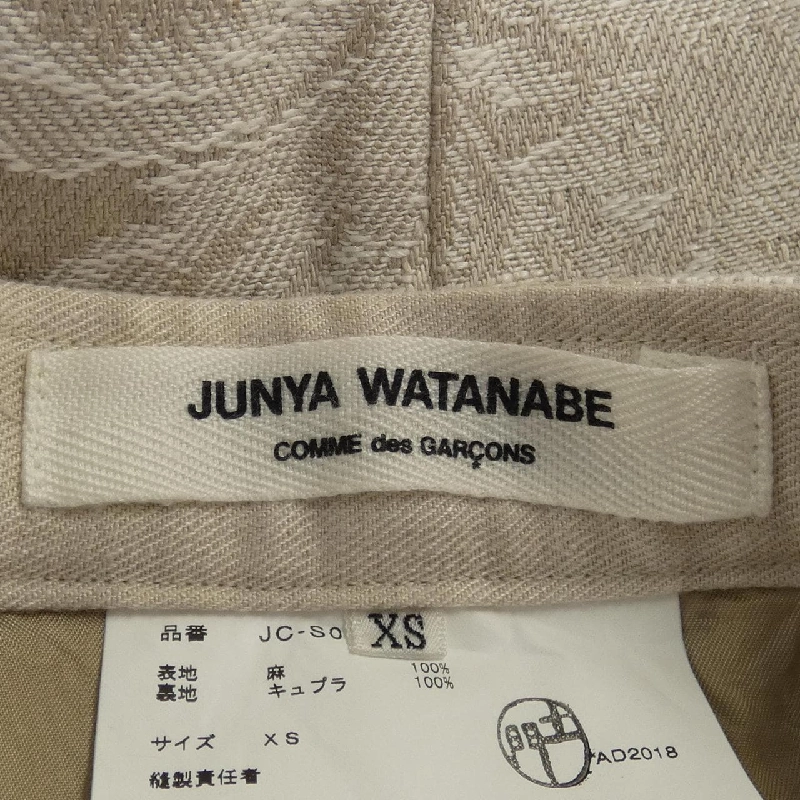 JUNYA WATANABE
COMME des GARÇONS
XS
品番 JC-S0
表地 麻 100%
裏地 キュプラ 100%
サイズ XS
AD2018
縫製責任者